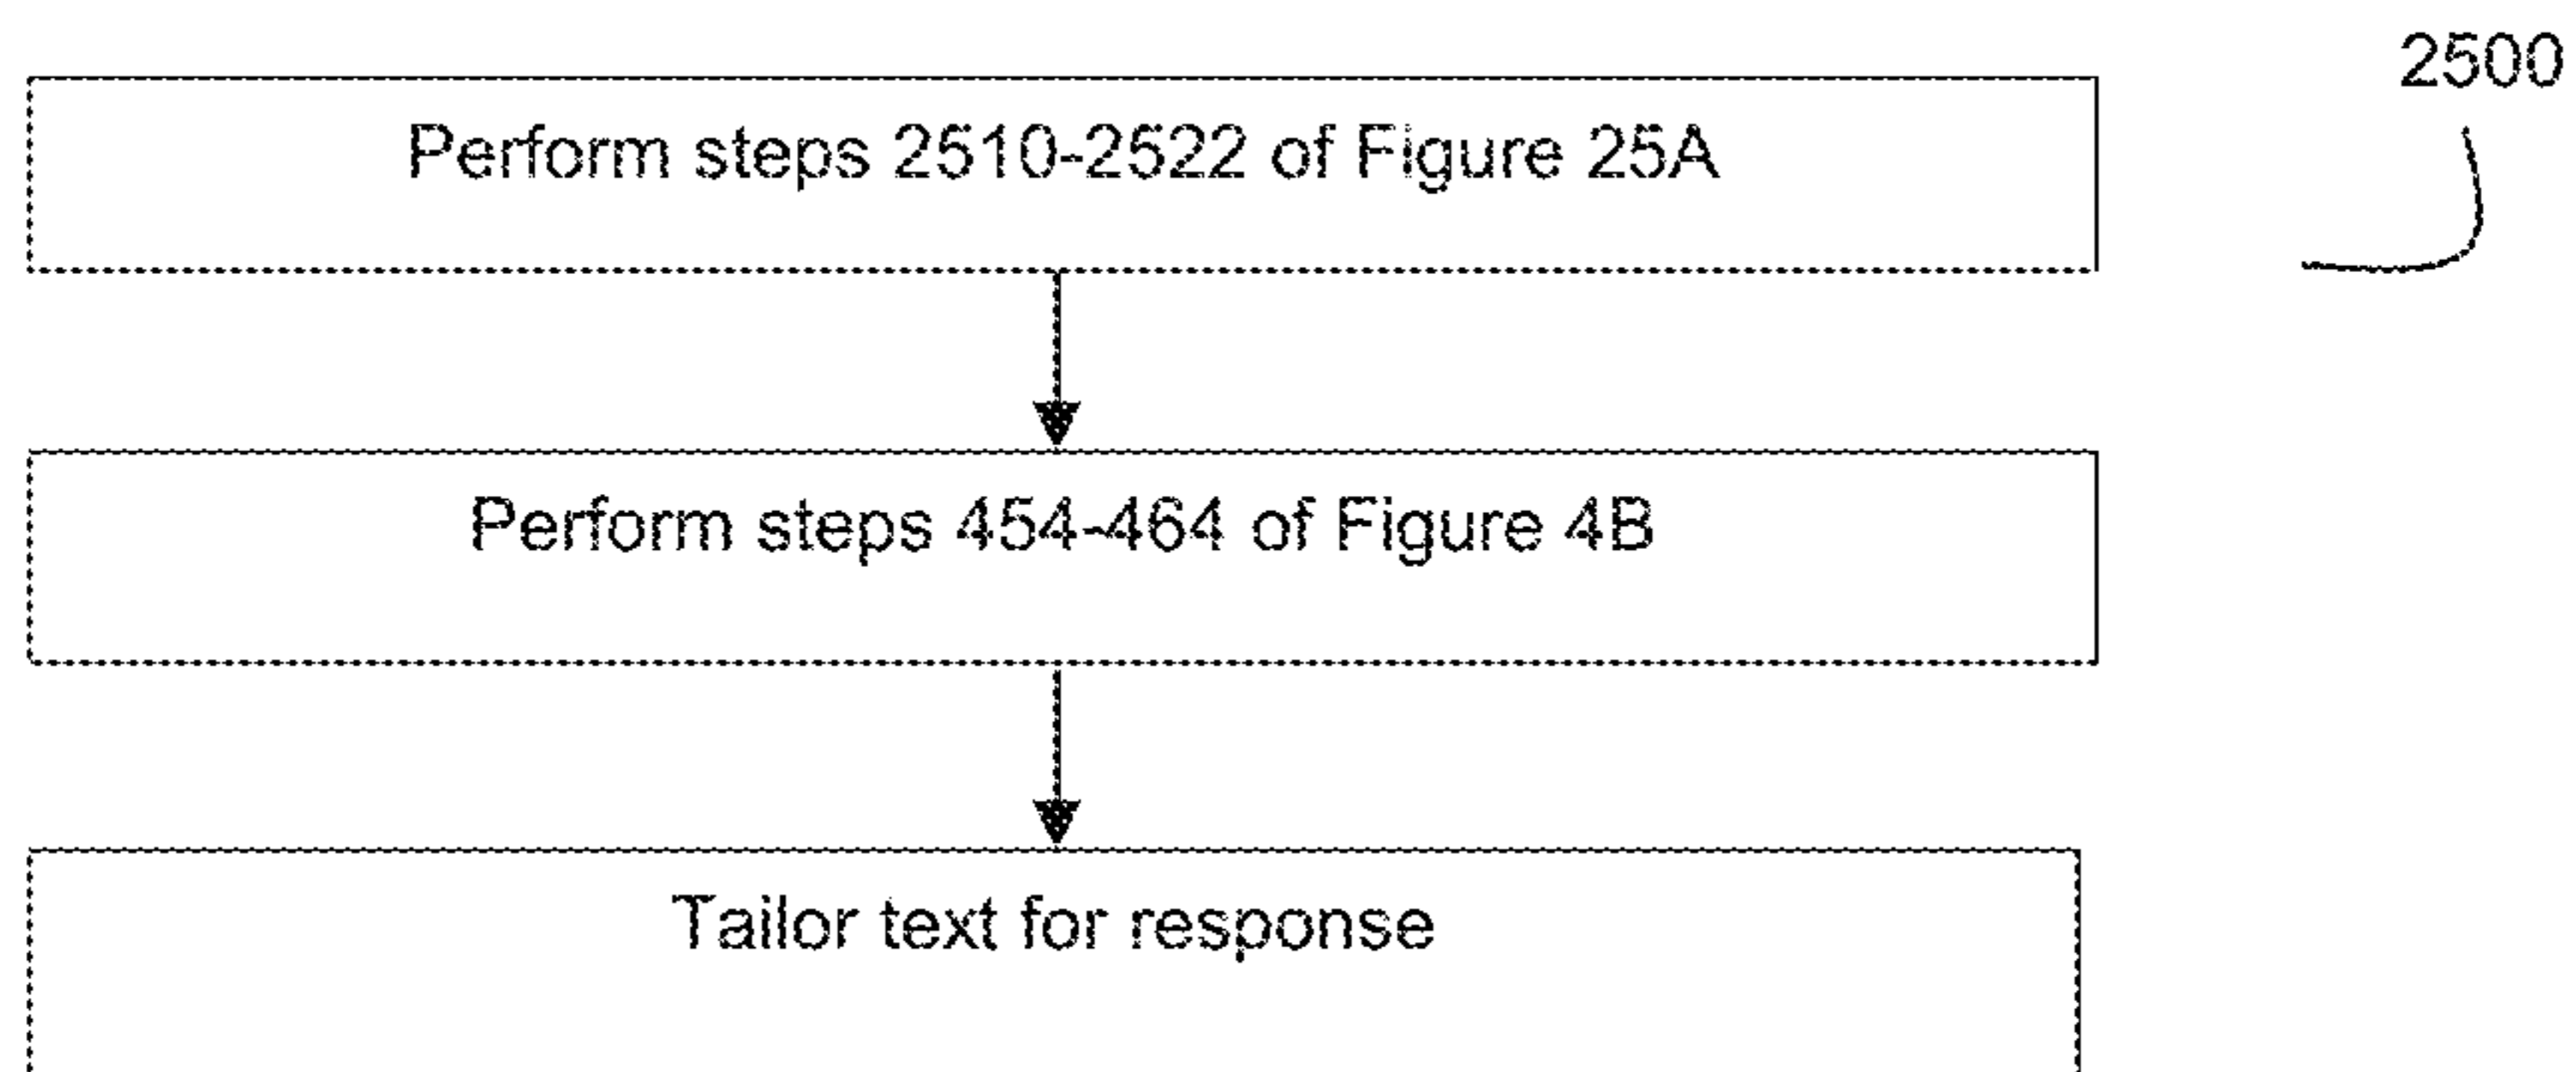 2500
Perform steps 2510-2522 of Figure 25A
Perform steps 454-464 of Figure 4B
Tailor text for response